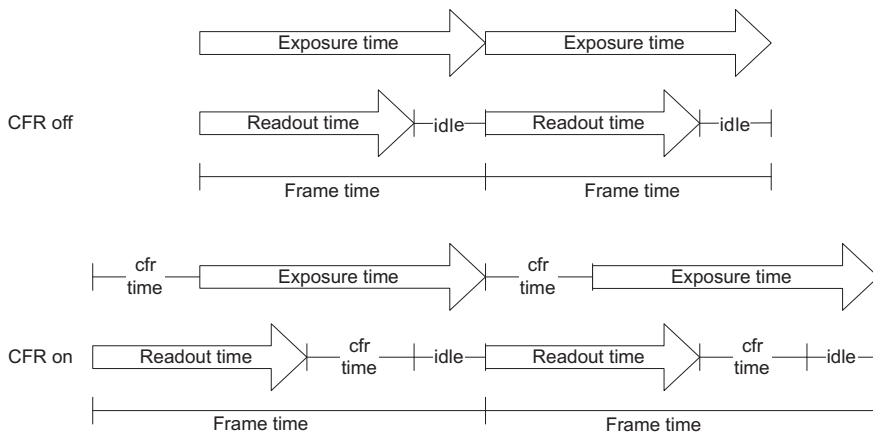 Exposure time Exposure time
CFR off Readout time idle Readout time idle
Frame time Frame time
cfr time Exposure time cfr time Exposure time
CFR on Readout time cfr time idle Readout time cfr time idle
Frame time Frame time